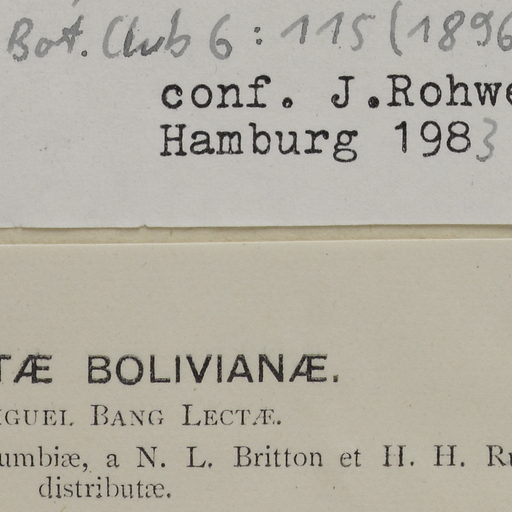 Bot. Club 6: 115 (1896
conf. J.Rohwe
Hamburg 1983
TÆ BOLIVIANÆ.
IGUEL BANG LECTÆ.
umbiæ, a N. L. Britton et H. H. Ru
distributæ.